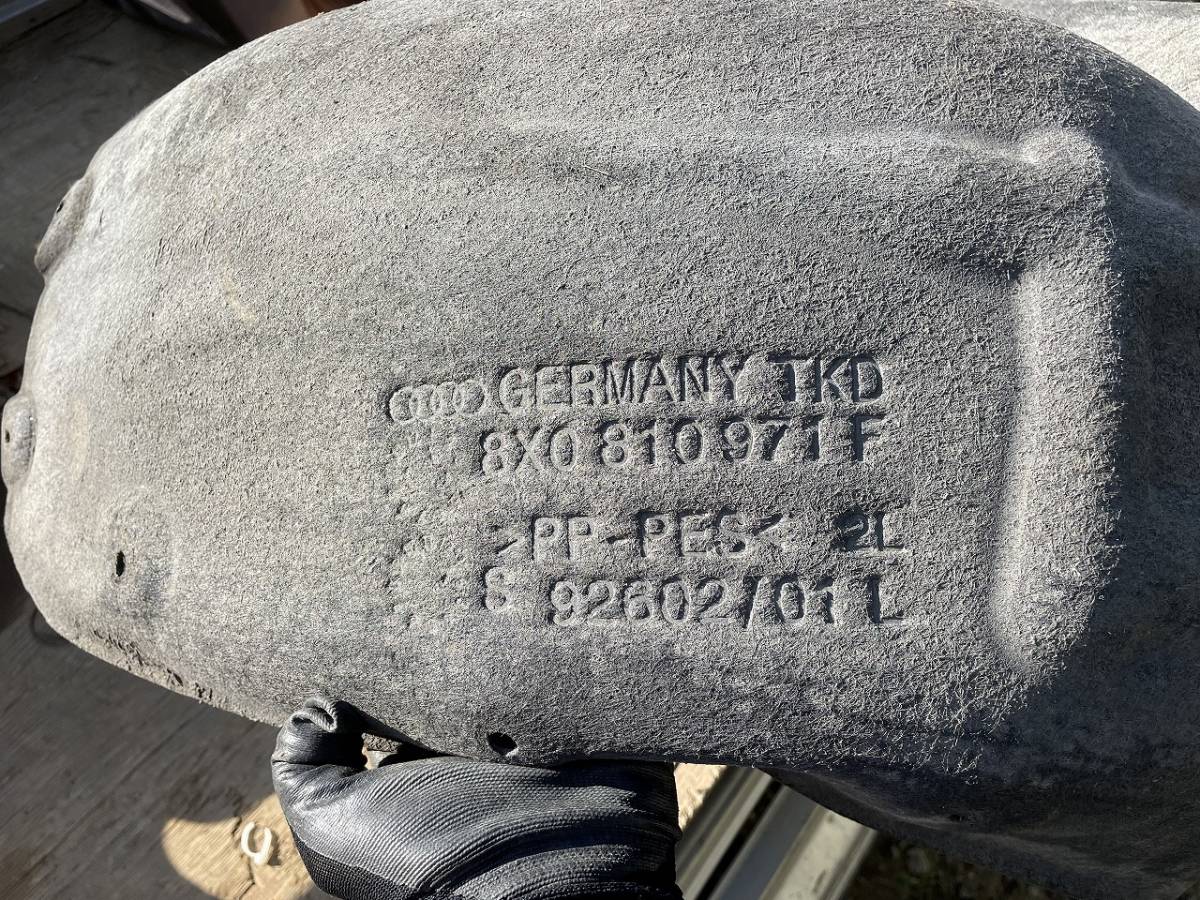 GERMANY TKD
8X0 810 971 F
>PP-PES< 2L
S 92602/01 L